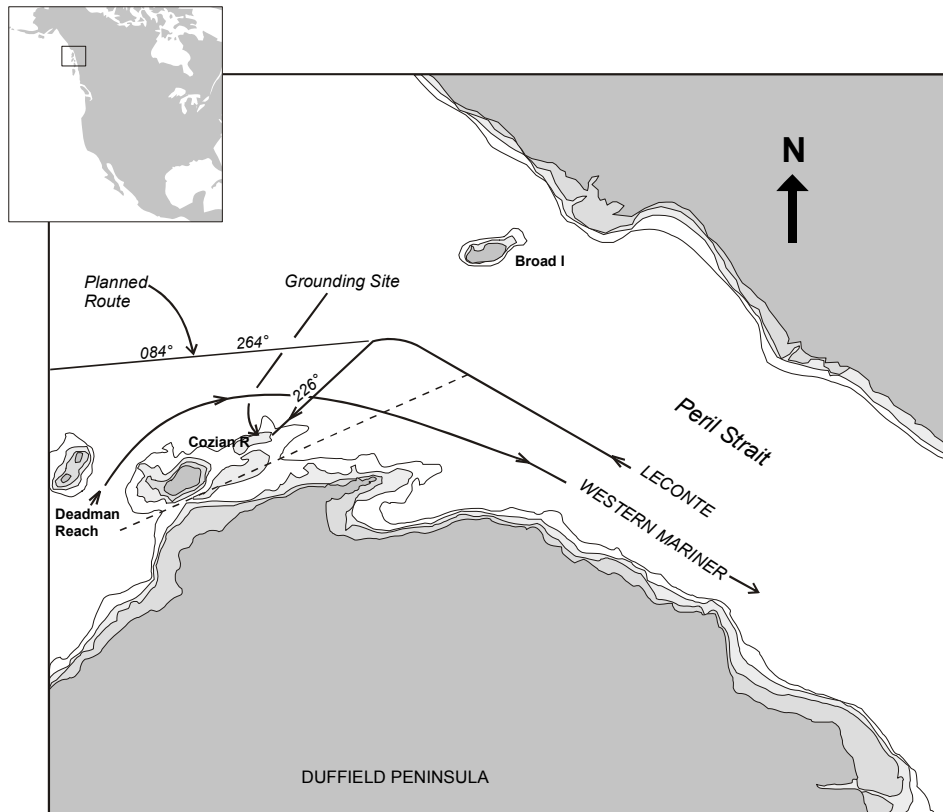 N
Broad I
Planned
Route
Grounding Site
084°
264°
226°
Peril Strait
Cozian R
LECONTE
WESTERN MARINER
Deadman
Reach
DUFFIELD PENINSULA